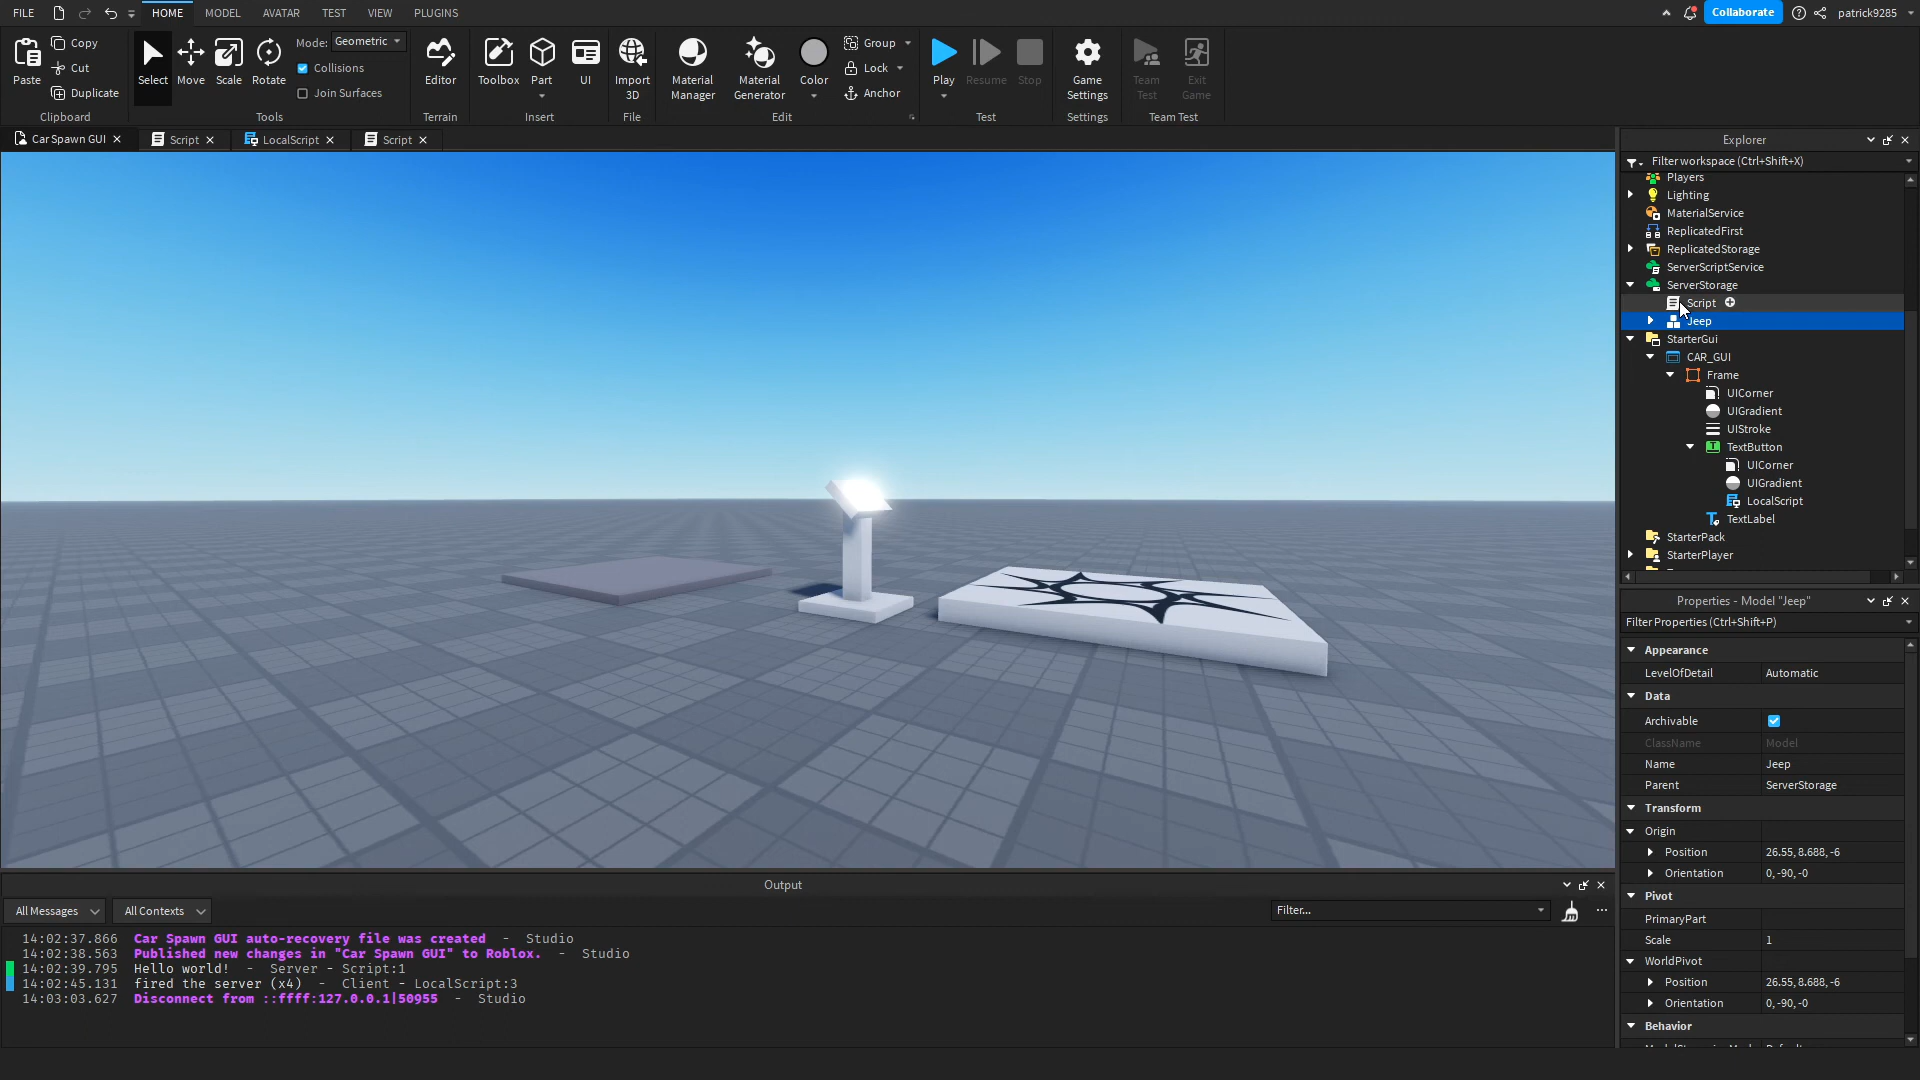 FILE HOME MODEL AVATAR TEST VIEW PLUGINS Collaborate patrick9285
Paste Copy Cut Duplicate Clipboard
Select Move Scale Rotate Mode: Geometric Collisions Join Surfaces Tools
Editor Terrain
Toolbox Part UI Insert
Import 3D File
Material Manager Material Generator Color Group Lock Anchor Edit
Play Resume Stop Test
Game Settings Settings
Team Test Exit Game Team Test
Car Spawn GUI Script LocalScript Script
Explorer
Filter workspace (Ctrl+Shift+X)
Players
Lighting
MaterialService
ReplicatedFirst
ReplicatedStorage
ServerScriptService
ServerStorage
Script
Jeep
StarterGui
CAR_GUI
Frame
UICorner
UIGradient
UIStroke
TextButton
UICorner
UIGradient
LocalScript
TextLabel
StarterPack
StarterPlayer
Properties - Model "Jeep"
Filter Properties (Ctrl+Shift+P)
Appearance
LevelOfDetail Automatic
Data
Archivable
ClassName Model
Name Jeep
Parent ServerStorage
Transform
Origin
Position 26.55, 8.688, -6
Orientation 0, -90, -0
Pivot
PrimaryPart
Scale 1
WorldPivot
Position 26.55, 8.688, -6
Orientation 0, -90, -0
Behavior
Output
All Messages All Contexts Filter...
14:02:37.866 Car Spawn GUI auto-recovery file was created - Studio
14:02:38.563 Published new changes in "Car Spawn GUI" to Roblox. - Studio
14:02:39.795 Hello world! - Server - Script:1
14:02:45.131 fired the server (x4) - Client - LocalScript:3
14:03:03.627 Disconnect from ::ffff:127.0.0.1|50955 - Studio